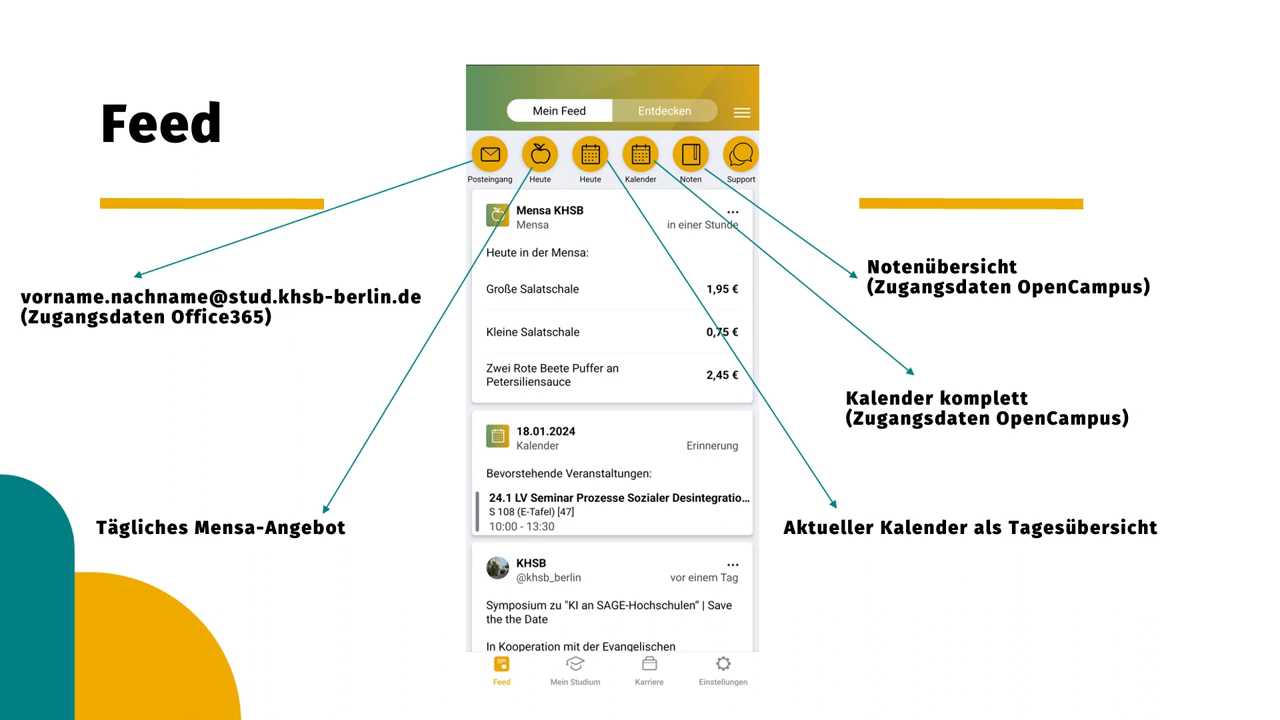 Feed
Mein Feed
Entdecken
Posteingang
Heute
Heute
Kalender
Noten
Support
Mensa KHSB
Mensa
in einer Stunde
Heute in der Mensa:
Große Salatschale
1,95 €
Kleine Salatschale
0,75 €
Zwei Rote Beete Puffer an
Petersiliensauce
2,45 €
18.01.2024
Kalender
Erinnerung
Bevorstehende Veranstaltungen:
24.1 LV Seminar Prozesse Sozialer Desintegratio...
S 108 (E-Tafel) [47]
10:00 - 13:30
KHSB
@khsb_berlin
vor einem Tag
Symposium zu "KI an SAGE-Hochschulen" | Save
the the Date
In Kooperation mit der Evangelischen
Feed
Mein Studium
Karriere
Einstellungen
vorname.nachname@stud.khsb-berlin.de
(Zugangsdaten Office365)
Tägliches Mensa-Angebot
Notenübersicht
(Zugangsdaten OpenCampus)
Kalender komplett
(Zugangsdaten OpenCampus)
Aktueller Kalender als Tagesübersicht